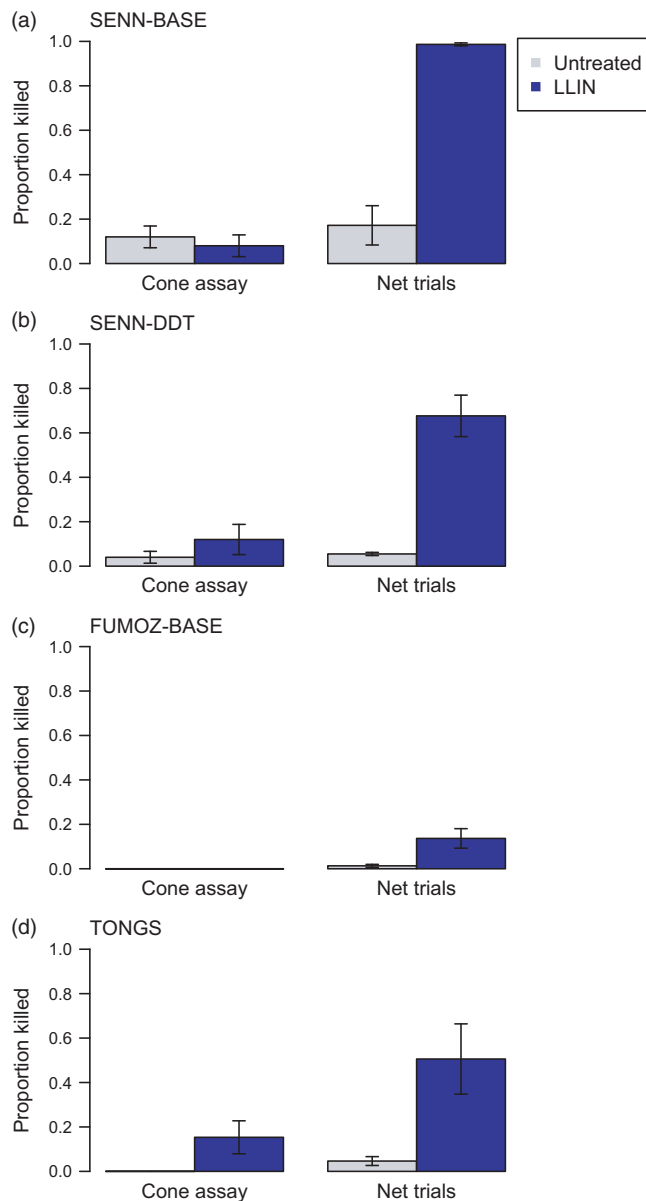 (a) SENN-BASE
Untreated
LLIN
Proportion killed
1.0
0.8
0.6
0.4
0.2
0.0
Cone assay Net trials
(b) SENN-DDT
Proportion killed
1.0
0.8
0.6
0.4
0.2
0.0
Cone assay Net trials
(c) FUMOZ-BASE
Proportion killed
1.0
0.8
0.6
0.4
0.2
0.0
Cone assay Net trials
(d) TONGS
Proportion killed
1.0
0.8
0.6
0.4
0.2
0.0
Cone assay Net trials